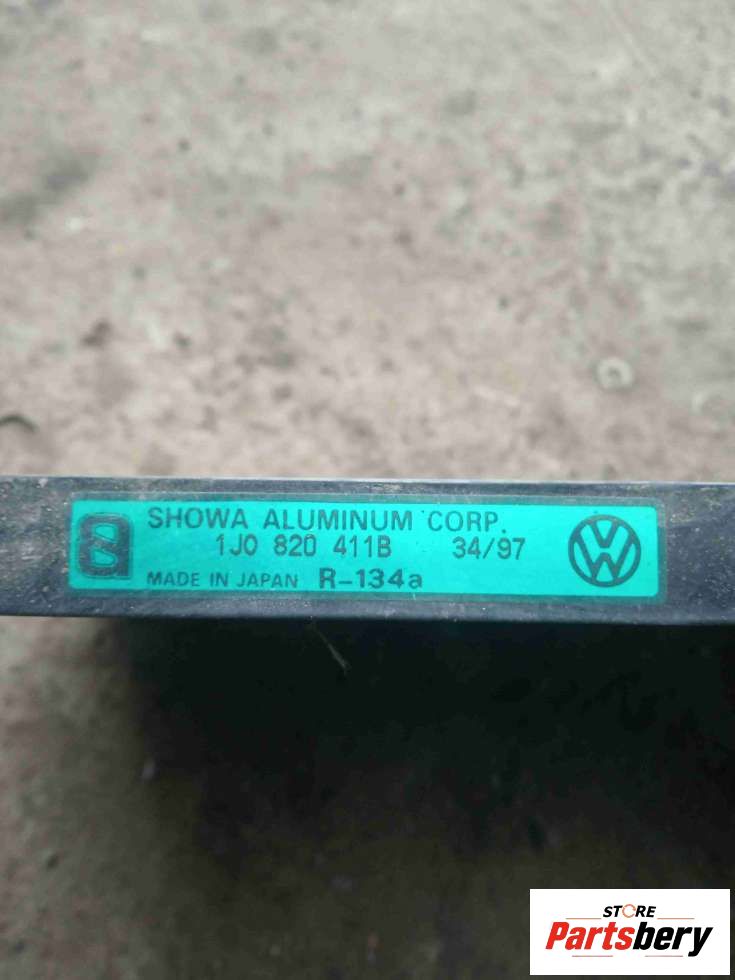 SHOWA ALUMINUM CORP.
1J0 820 411B 34/97
MADE IN JAPAN R-134a
STORE
Partsbery